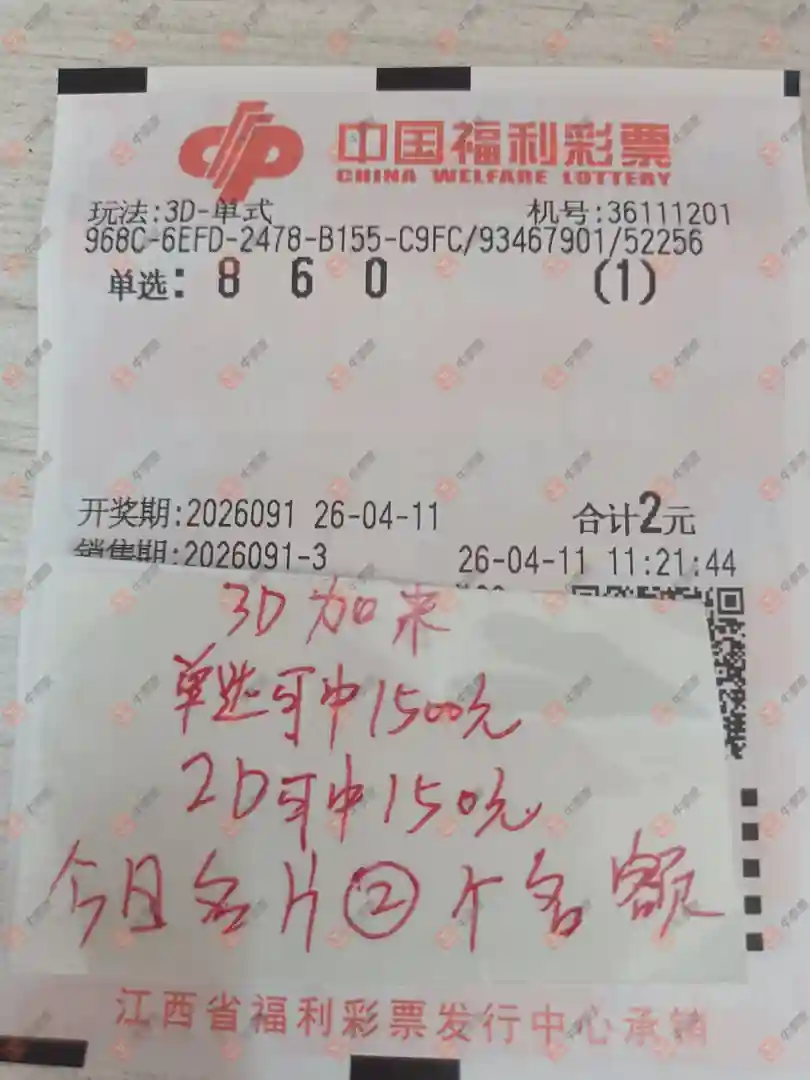 中国福利彩票
CHINA WELFARE LOTTERY
玩法:3D-单式 机号:36111201
968C-6EFD-2478-B155-C9FC/93467901/52256
单选: 8 6 0 (1)
开奖期:2026091 26-04-11 合计2元
销售期:2026091-3 26-04-11 11:21:44
3D加来
单选可中1500元
2D可中150元
今日名片②个名额
江西省福利彩票发行中心承销